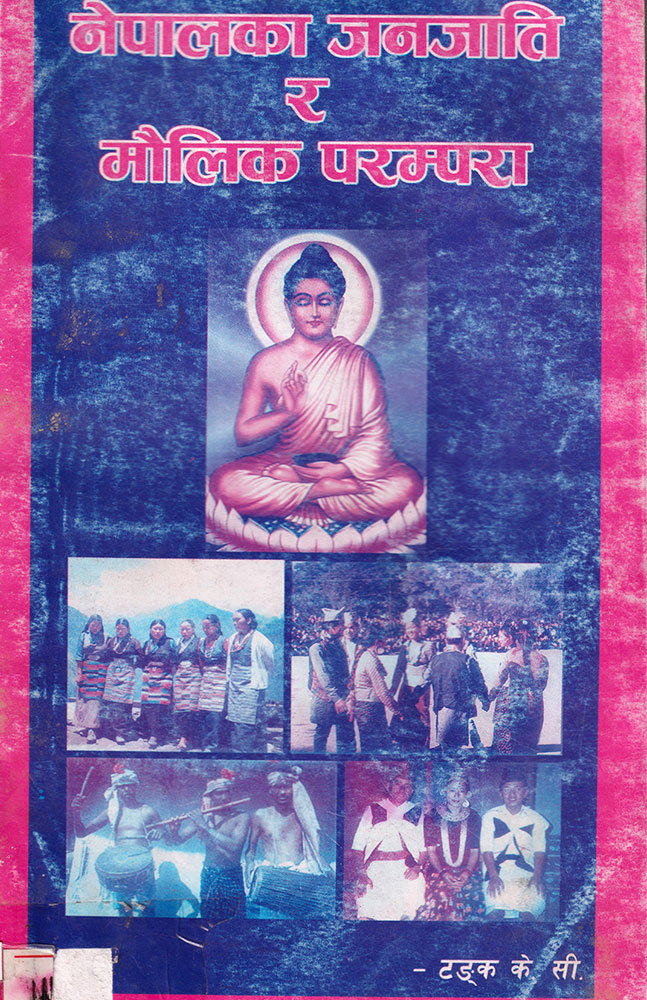 नेपालका जनजाति
र
मौलिक परम्परा
- टङ्क के. सी.